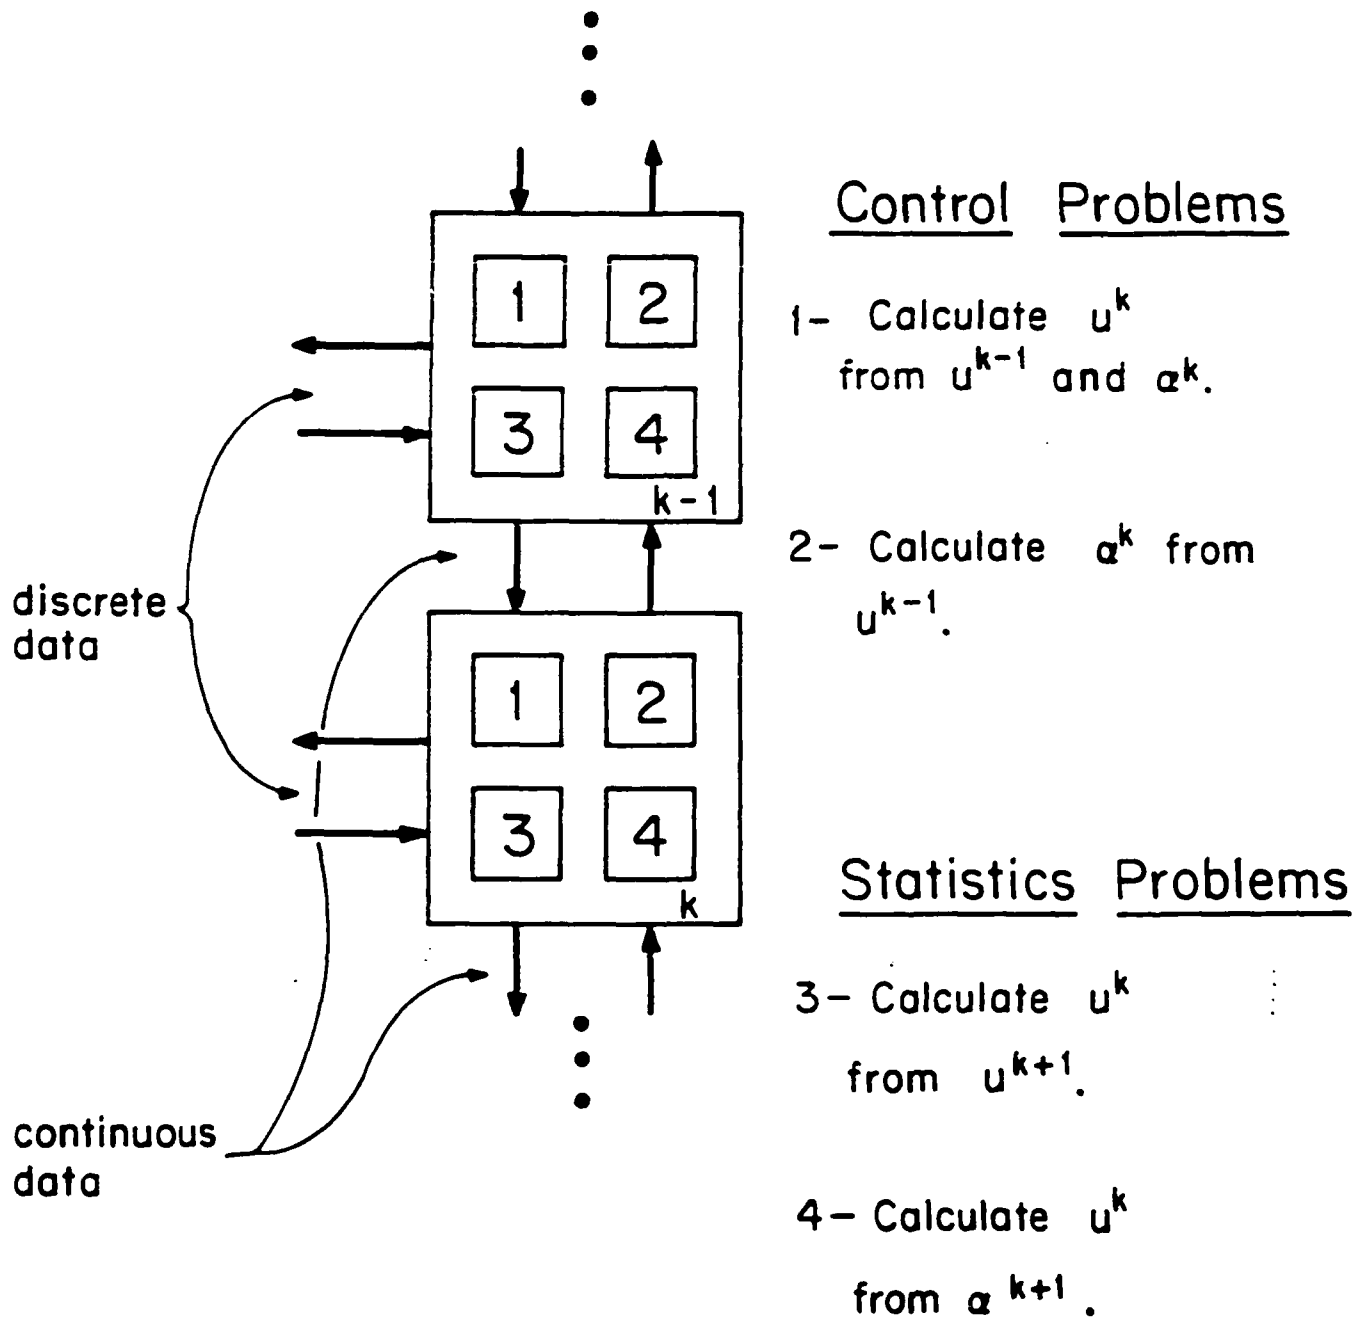 1 2
3 4
k-1
discrete
data
1 2
3 4
k
continuous
data
Control Problems
1- Calculate u^k
from u^{k-1} and α^k.
2- Calculate α^k from
u^{k-1}.
Statistics Problems
3- Calculate u^k
from u^{k+1}.
4- Calculate u^k
from α^{k+1}.